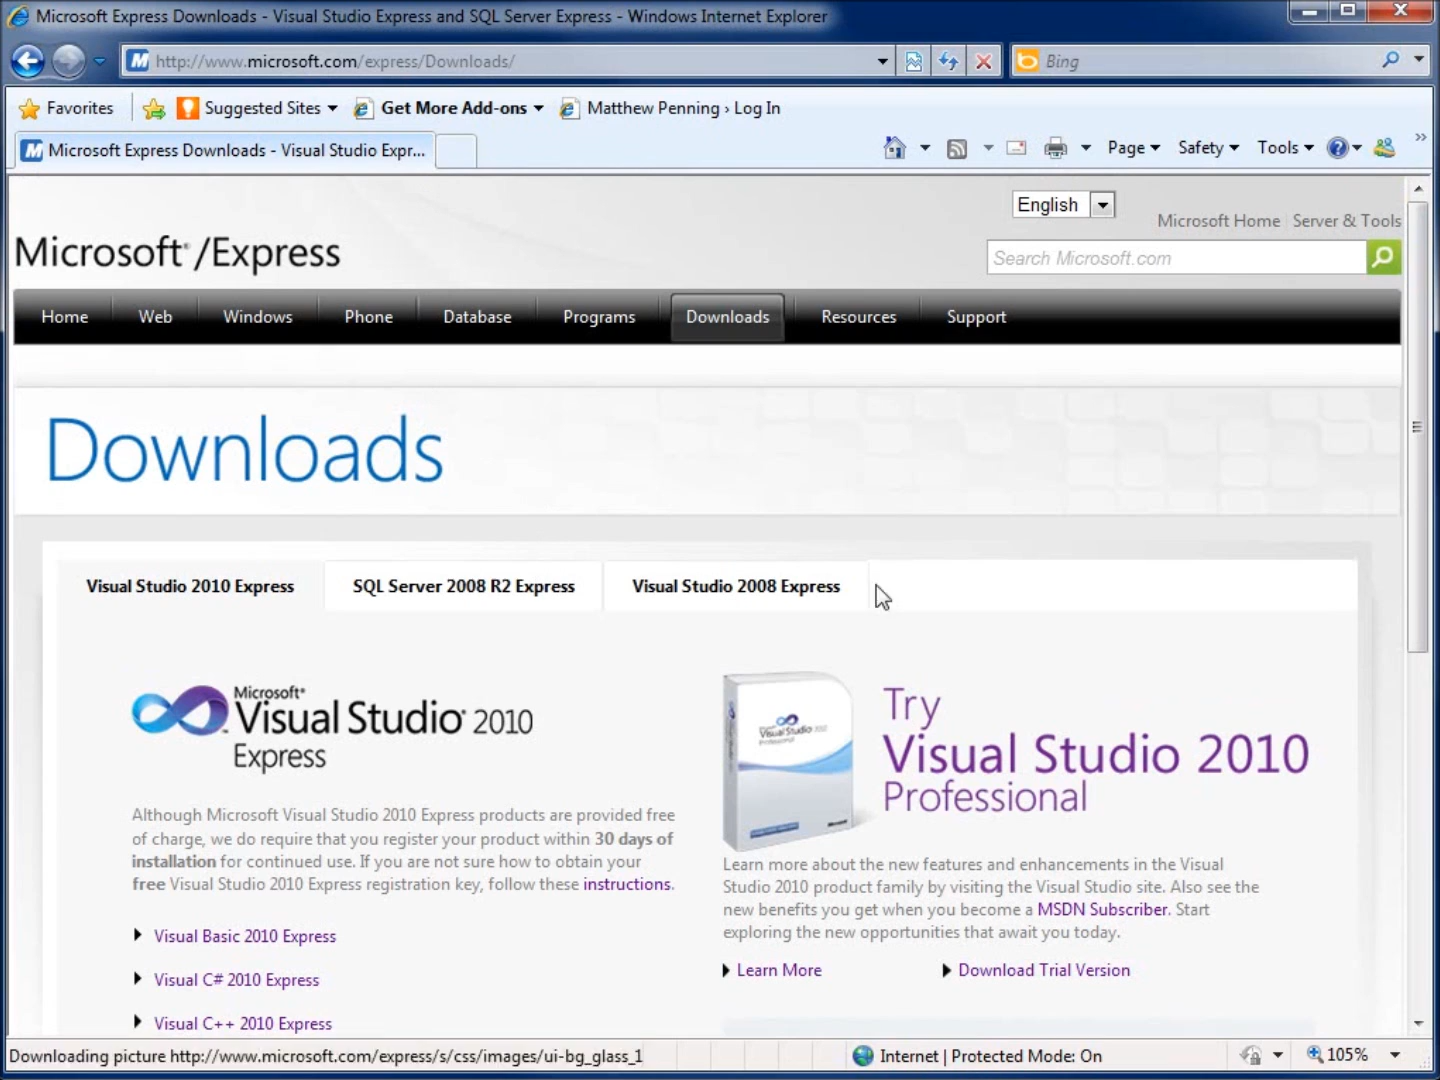 Microsoft Express Downloads - Visual Studio Express and SQL Server Express - Windows Internet Explorer
http://www.microsoft.com/express/Downloads/
Bing
Favorites
Suggested Sites
Get More Add-ons
Matthew Penning › Log In
Microsoft Express Downloads - Visual Studio Expr...
Page
Safety
Tools
English
Microsoft Home
Server & Tools
Microsoft®/Express
Search Microsoft.com
Home
Web
Windows
Phone
Database
Programs
Downloads
Resources
Support
Downloads
Visual Studio 2010 Express
SQL Server 2008 R2 Express
Visual Studio 2008 Express
Microsoft®
Visual Studio® 2010
Express
Although Microsoft Visual Studio 2010 Express products are provided free
of charge, we do require that you register your product within 30 days of
installation for continued use. If you are not sure how to obtain your
free Visual Studio 2010 Express registration key, follow these instructions.
Visual Basic 2010 Express
Visual C# 2010 Express
Visual C++ 2010 Express
Visual Studio
Try
Visual Studio 2010
Professional
Learn more about the new features and enhancements in the Visual
Studio 2010 product family by visiting the Visual Studio site. Also see the
new benefits you get when you become a MSDN Subscriber. Start
exploring the new opportunities that await you today.
Learn More
Download Trial Version
Downloading picture http://www.microsoft.com/express/s/css/images/ui-bg_glass_1
Internet | Protected Mode: On
105%